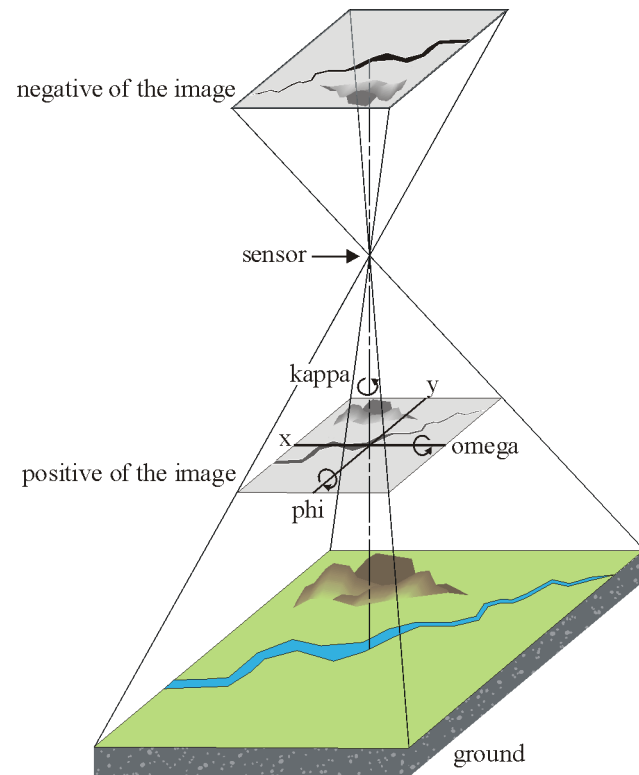 negative of the image
sensor
kappa
y
x
omega
positive of the image
phi
ground